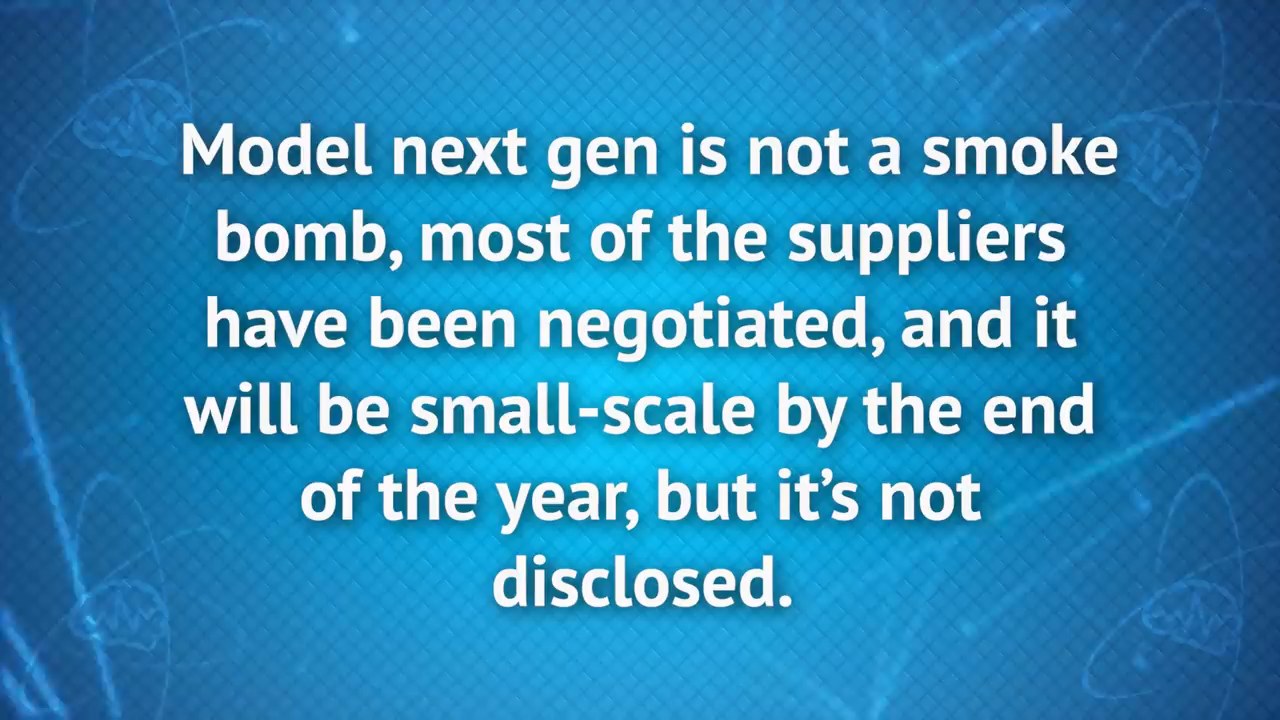 Model next gen is not a smoke
bomb, most of the suppliers
have been negotiated, and it
will be small-scale by the end
of the year, but it’s not
disclosed.